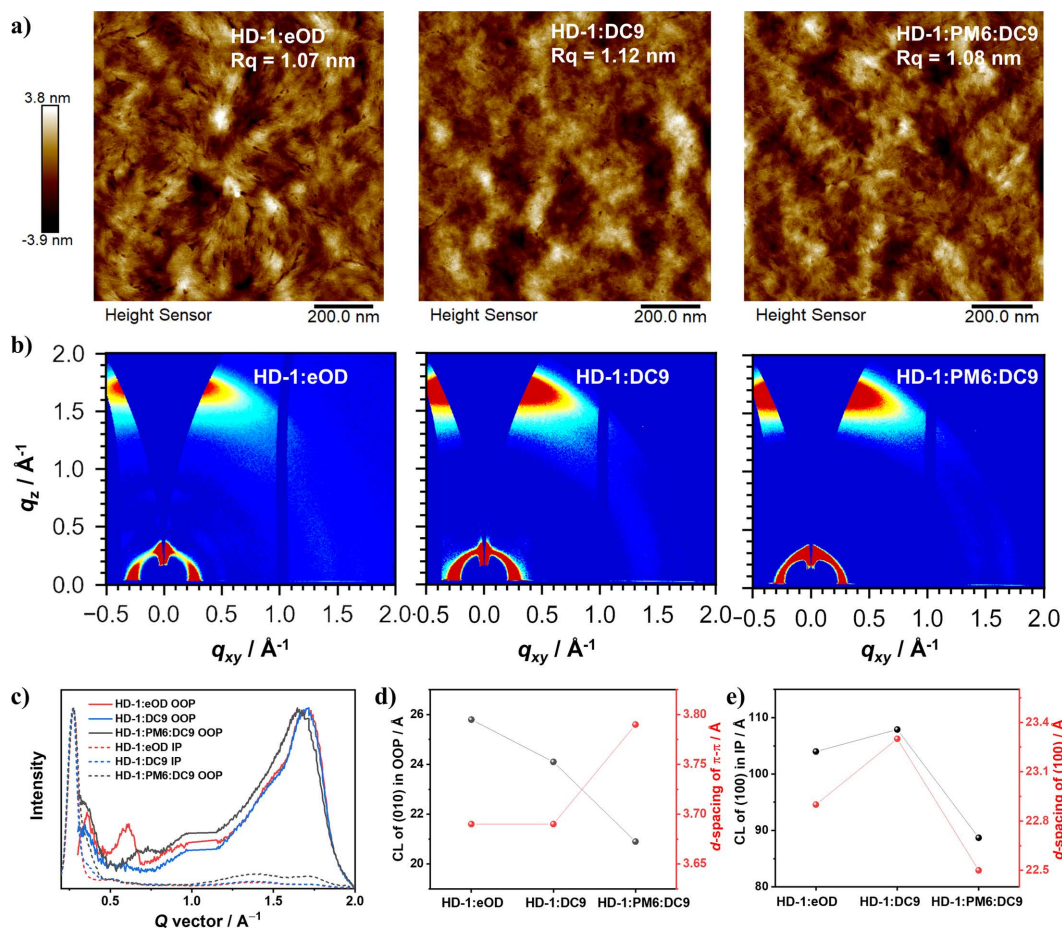 a)
HD-1:eOD
Rq = 1.07 nm
HD-1:DC9
Rq = 1.12 nm
HD-1:PM6:DC9
Rq = 1.08 nm
3.8 nm
-3.9 nm
Height Sensor
200.0 nm
Height Sensor
200.0 nm
Height Sensor
200.0 nm
b)
HD-1:eOD
HD-1:DC9
HD-1:PM6:DC9
2.0
1.5
1.0
0.5
0.0
qz / Å-1
-0.5 0.0 0.5 1.0 1.5 2.0
-0.5 0.0 0.5 1.0 1.5 2.0
-0.5 0.0 0.5 1.0 1.5 2.0
qxy / Å-1
qxy / Å-1
qxy / Å-1
c)
HD-1:eOD OOP
HD-1:DC9 OOP
HD-1:PM6:DC9 OOP
HD-1:eOD IP
HD-1:DC9 IP
HD-1:PM6:DC9 OOP
Intensity
0.5 1.0 1.5 2.0
Q vector / A⁻¹
d)
CL of (010) in OOP / Å
26
24
22
20
3.80
3.75
3.70
3.65
d-spacing of π-π / Å
HD-1:eOD HD-1:DC9 HD-1:PM6:DC9
e)
CL of (100) in IP / Å
110
100
90
80
23.4
23.1
22.8
22.5
d-spacing of (100) / Å
HD-1:eOD HD-1:DC9 HD-1:PM6:DC9